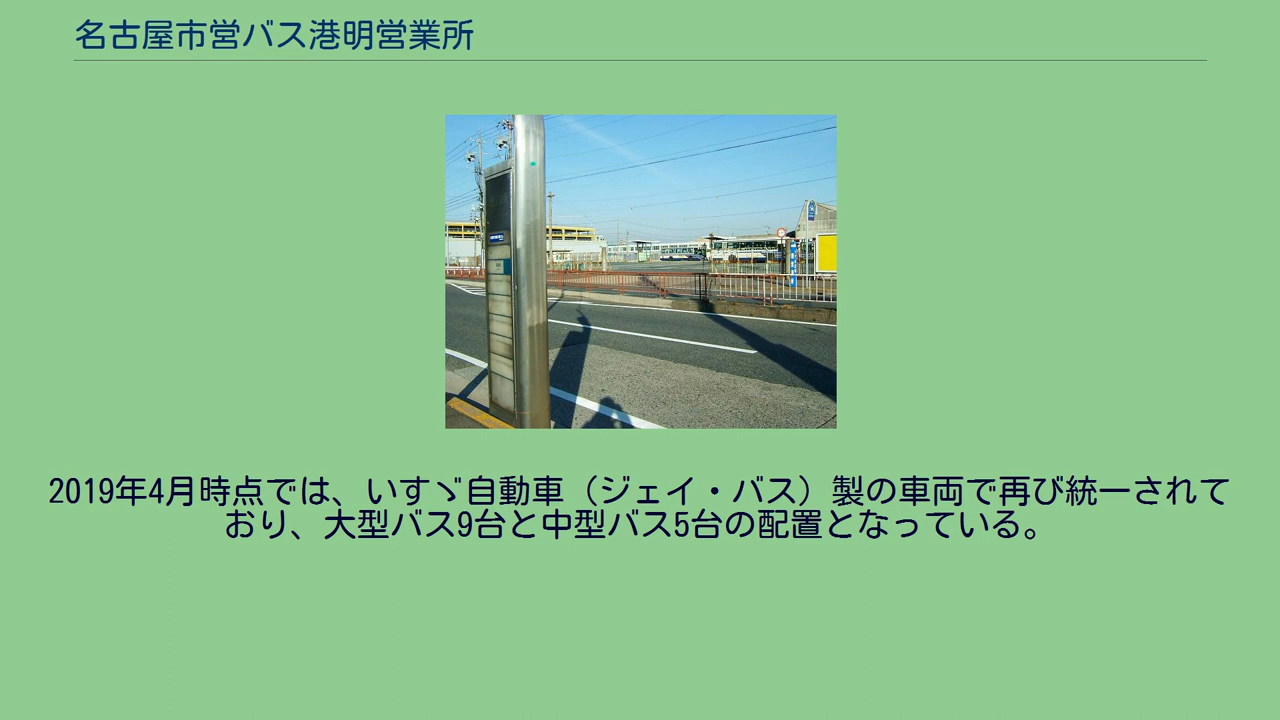 名古屋市営バス港明営業所
2019年4月時点では、いすゞ自動車（ジェイ・バス）製の車両で再び統一されて
おり、大型バス9台と中型バス5台の配置となっている。